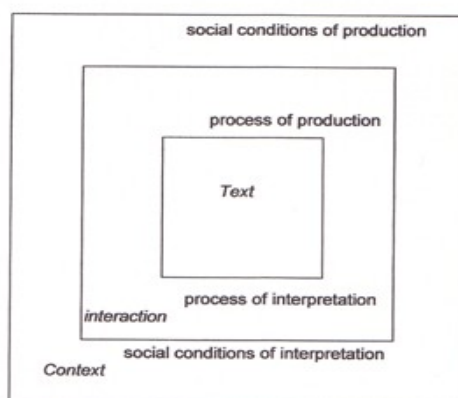 social conditions of production
process of production
Text
process of interpretation
interaction
social conditions of interpretation
Context